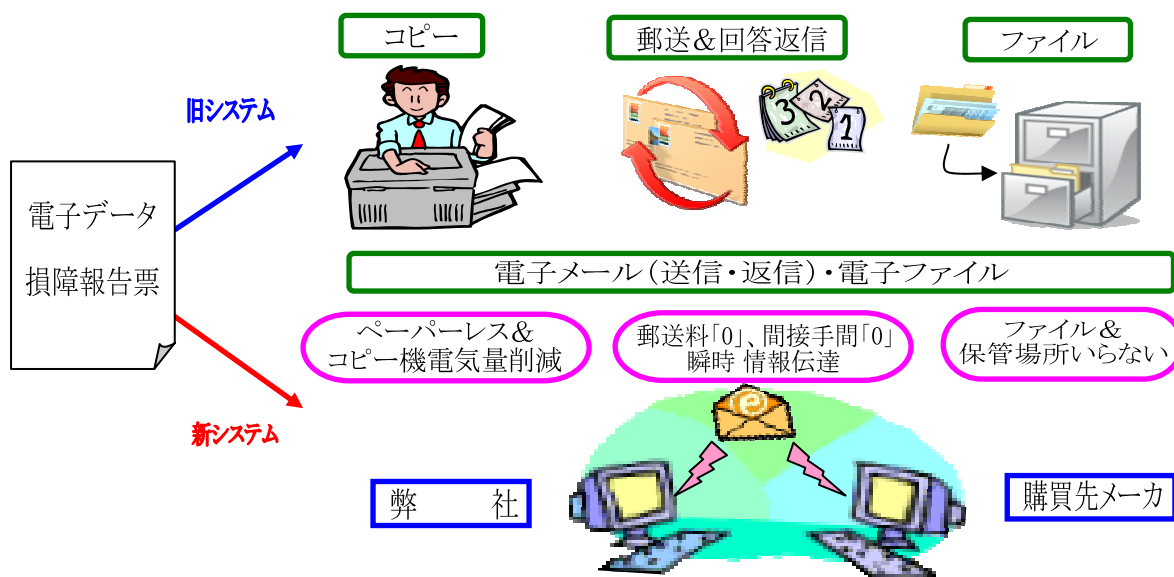 コピー
郵送＆回答返信
ファイル
旧システム
3
2
1
電子データ
損障報告票
電子メール（送信・返信）・電子ファイル
ペーパーレス＆
コピー機電気量削減
郵送料「0」、間接手間「0」
瞬時 情報伝達
ファイル＆
保管場所いらない
新システム
e
弊　　社
購買先メーカ